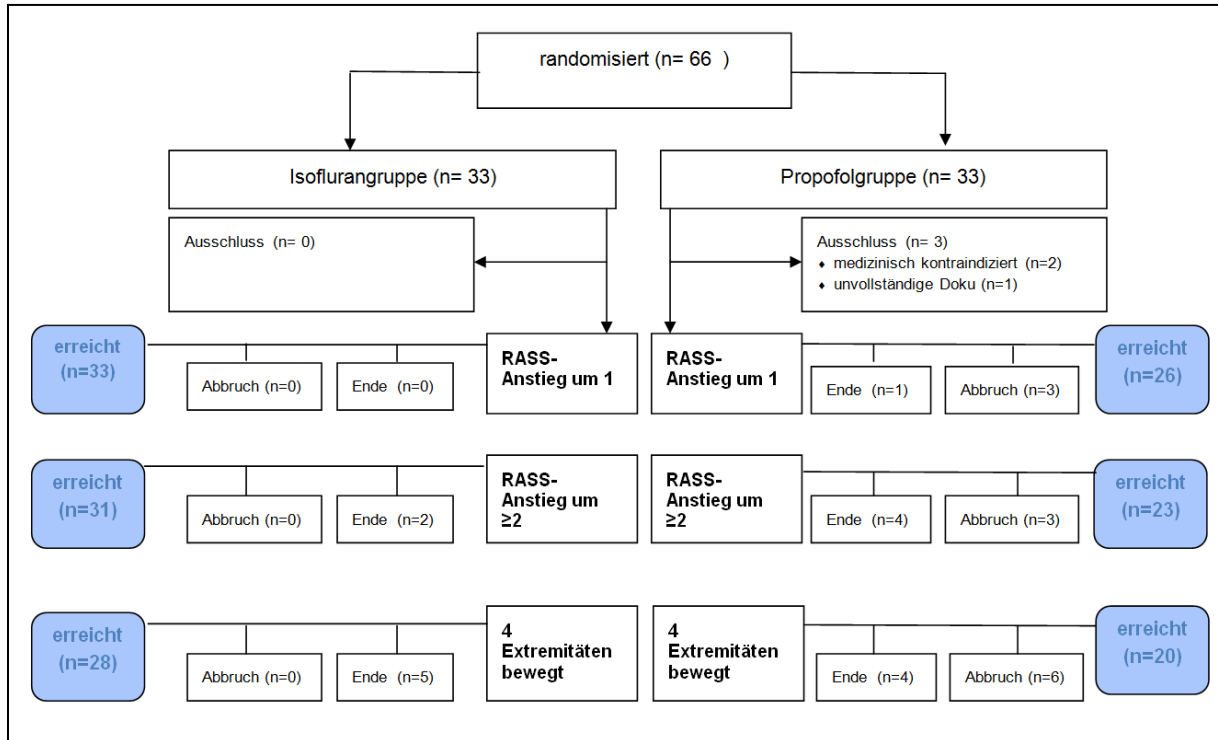 randomisiert (n= 66 )
Isoflurangruppe (n= 33)
Propofolgruppe (n= 33)
Ausschluss (n= 0)
Ausschluss (n= 3)
♦ medizinisch kontraindiziert (n=2)
♦ unvollständige Doku (n=1)
erreicht
(n=33)
Abbruch (n=0)
Ende (n=0)
RASS-
Anstieg um 1
RASS-
Anstieg um 1
Ende (n=1)
Abbruch (n=3)
erreicht
(n=26)
erreicht
(n=31)
Abbruch (n=0)
Ende (n=2)
RASS-
Anstieg um
≥2
RASS-
Anstieg um
≥2
Ende (n=4)
Abbruch (n=3)
erreicht
(n=23)
erreicht
(n=28)
Abbruch (n=0)
Ende (n=5)
4
Extremitäten
bewegt
4
Extremitäten
bewegt
Ende (n=4)
Abbruch (n=6)
erreicht
(n=20)